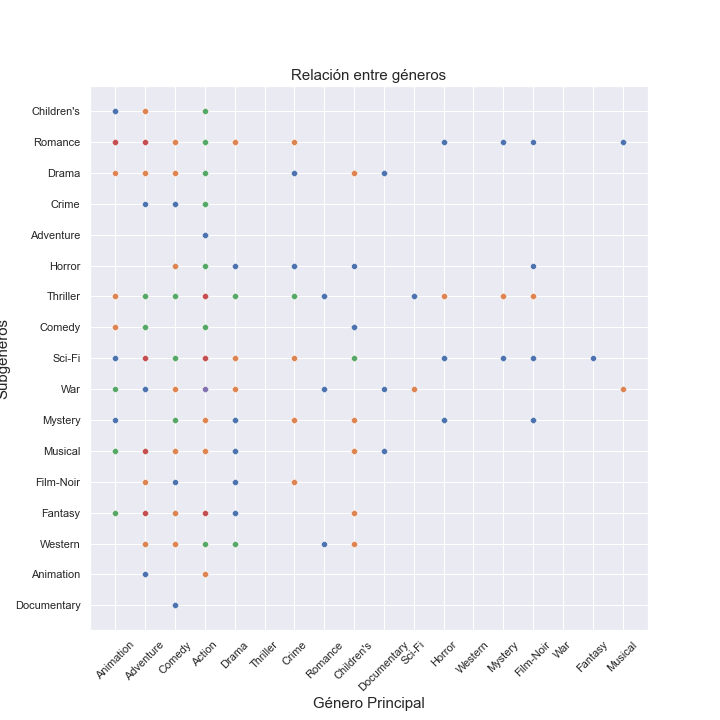 Relación entre géneros
Children's
Romance
Drama
Crime
Adventure
Horror
Thriller
Comedy
Sci-Fi
War
Mystery
Musical
Film-Noir
Fantasy
Western
Animation
Documentary
Subgéneros
Animation
Adventure
Comedy
Action
Drama
Thriller
Crime
Romance
Children's
Documentary
Sci-Fi
Horror
Western
Mystery
Film-Noir
War
Fantasy
Musical
Género Principal